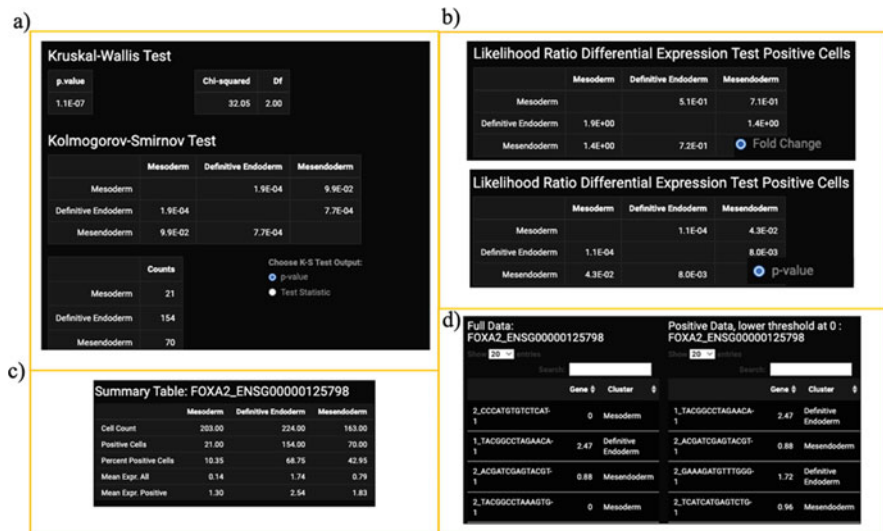 a)
Kruskal-Wallis Test
p.value
1.1E-07
Chi-squared Df
32.05 2.00
Kolmogorov-Smirnov Test
Mesoderm Definitive Endoderm Mesendoderm
Mesoderm 1.9E-04 9.9E-02
Definitive Endoderm 1.9E-04 7.7E-04
Mesendoderm 9.9E-02 7.7E-04
Counts
Mesoderm 21
Definitive Endoderm 154
Mesendoderm 70
Choose K-S Test Output:
p-value
Test Statistic
b)
Likelihood Ratio Differential Expression Test Positive Cells
Mesoderm Definitive Endoderm Mesendoderm
Mesoderm 5.1E-01 7.1E-01
Definitive Endoderm 1.9E+00 1.4E+00
Mesendoderm 1.4E+00 7.2E-01
Fold Change
Likelihood Ratio Differential Expression Test Positive Cells
Mesoderm Definitive Endoderm Mesendoderm
Mesoderm 1.1E-04 4.3E-02
Definitive Endoderm 1.1E-04 8.0E-03
Mesendoderm 4.3E-02 8.0E-03
p-value
c)
Summary Table: FOXA2_ENSG00000125798
Mesoderm Definitive Endoderm Mesendoderm
Cell Count 203.00 224.00 163.00
Positive Cells 21.00 154.00 70.00
Percent Positive Cells 10.35 68.75 42.95
Mean Expr. All 0.14 1.74 0.79
Mean Expr. Positive 1.30 2.54 1.83
d)
Full Data:
FOXA2_ENSG00000125798
Show 20 entries
Search:
Gene Cluster
2_CCCATGTGTCTCAT-
1 0 Mesoderm
1_TACGGCCTAGAACA-
1 2.47 Definitive
Endoderm
2_ACGATCGAGTACGT-
1 0.88 Mesendoderm
2_TACGGCCTAAAGTG-
1 0 Mesoderm
Positive Data, lower threshold at 0 :
FOXA2_ENSG00000125798
Show 20 entries
Search:
Gene Cluster
1_TACGGCCTAGAACA-
1 2.47 Definitive
Endoderm
2_ACGATCGAGTACGT-
1 0.88 Mesendoderm
2_GAAAGATGTTTGGG-
1 1.72 Definitive
Endoderm
2_TCATCATGAGTCTG-
1 0.96 Mesendoderm